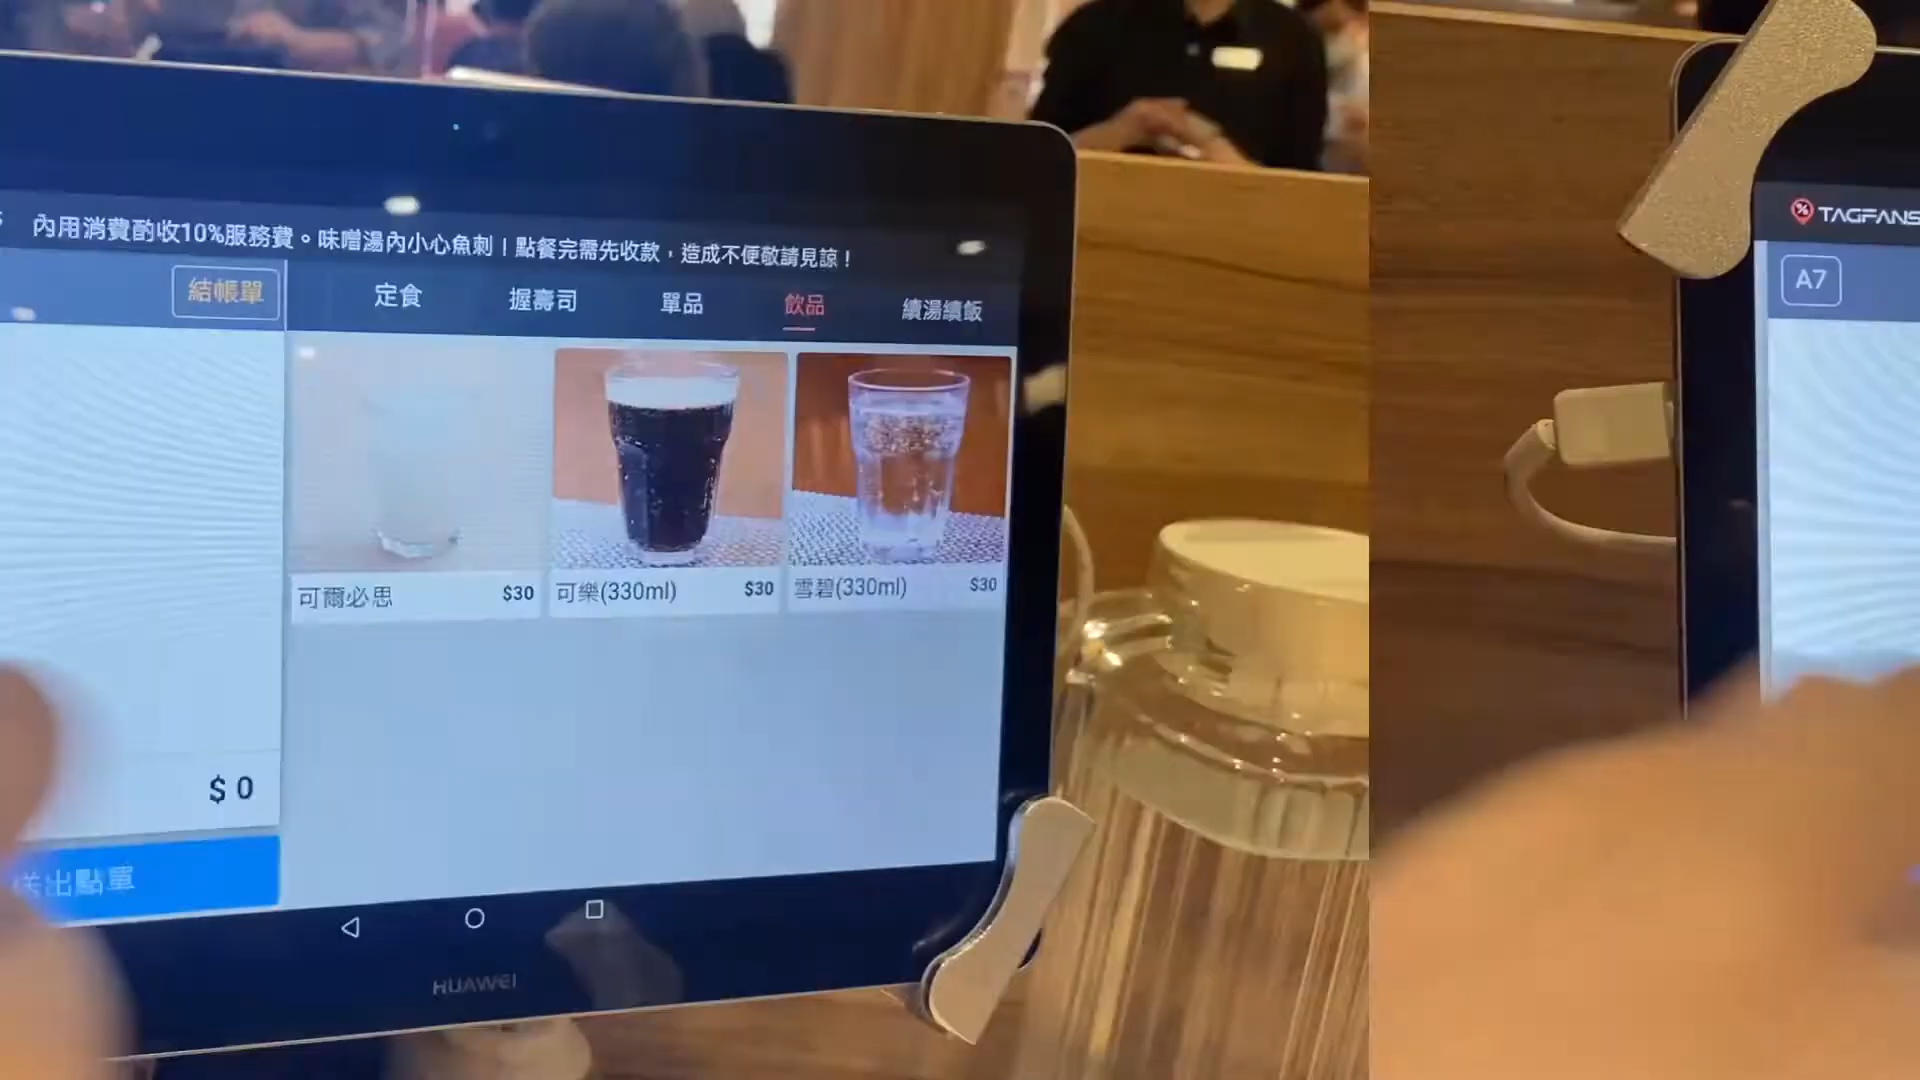 內用消費酌收10%服務費。味噌湯內小心魚刺！點餐完需先收款，造成不便敬請見諒！
結帳單
定食 握壽司 單品 飲品 續湯續飯
可爾必思 $30
可樂(330ml) $30
雪碧(330ml) $30
$ 0
送出點單
HUAWEI
TAGFANS
A7